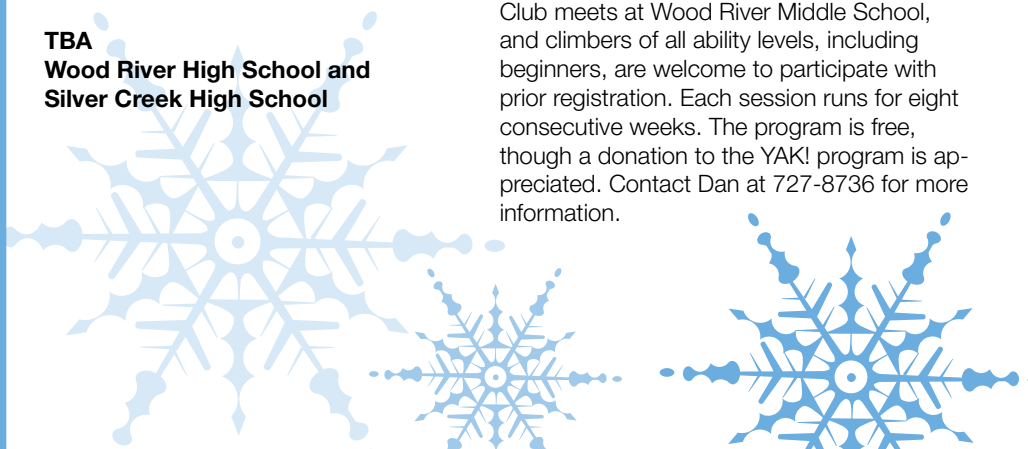 TBA
Wood River High School and
Silver Creek High School
Club meets at Wood River Middle School,
and climbers of all ability levels, including
beginners, are welcome to participate with
prior registration. Each session runs for eight
consecutive weeks. The program is free,
though a donation to the YAK! program is ap-
preciated. Contact Dan at 727-8736 for more
information.